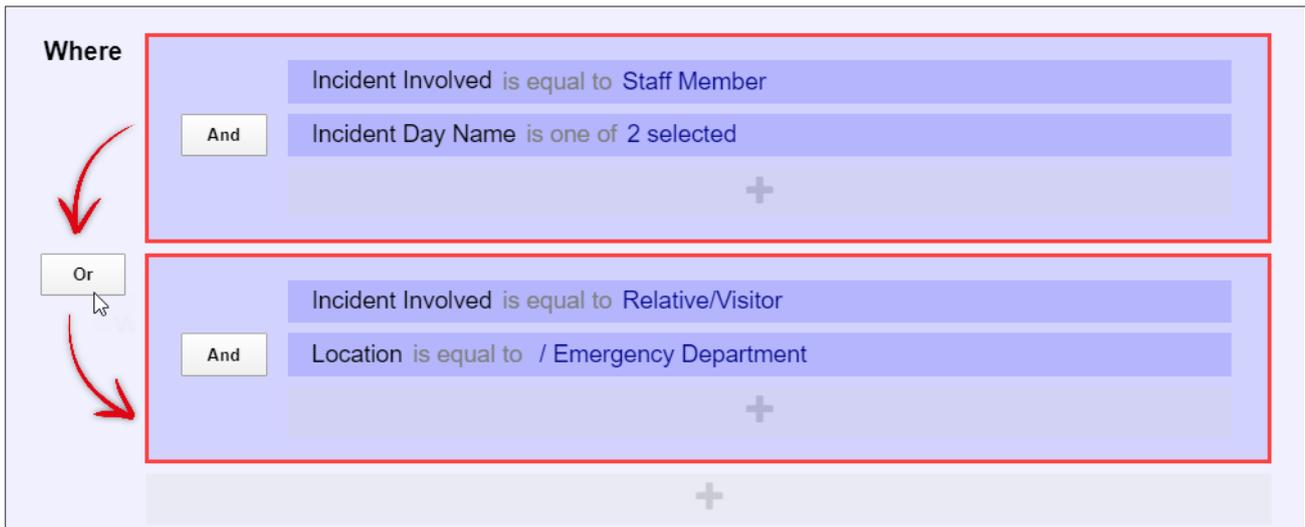 Where
Incident Involved is equal to Staff Member
And
Incident Day Name is one of 2 selected
Or
Incident Involved is equal to Relative/Visitor
And
Location is equal to / Emergency Department